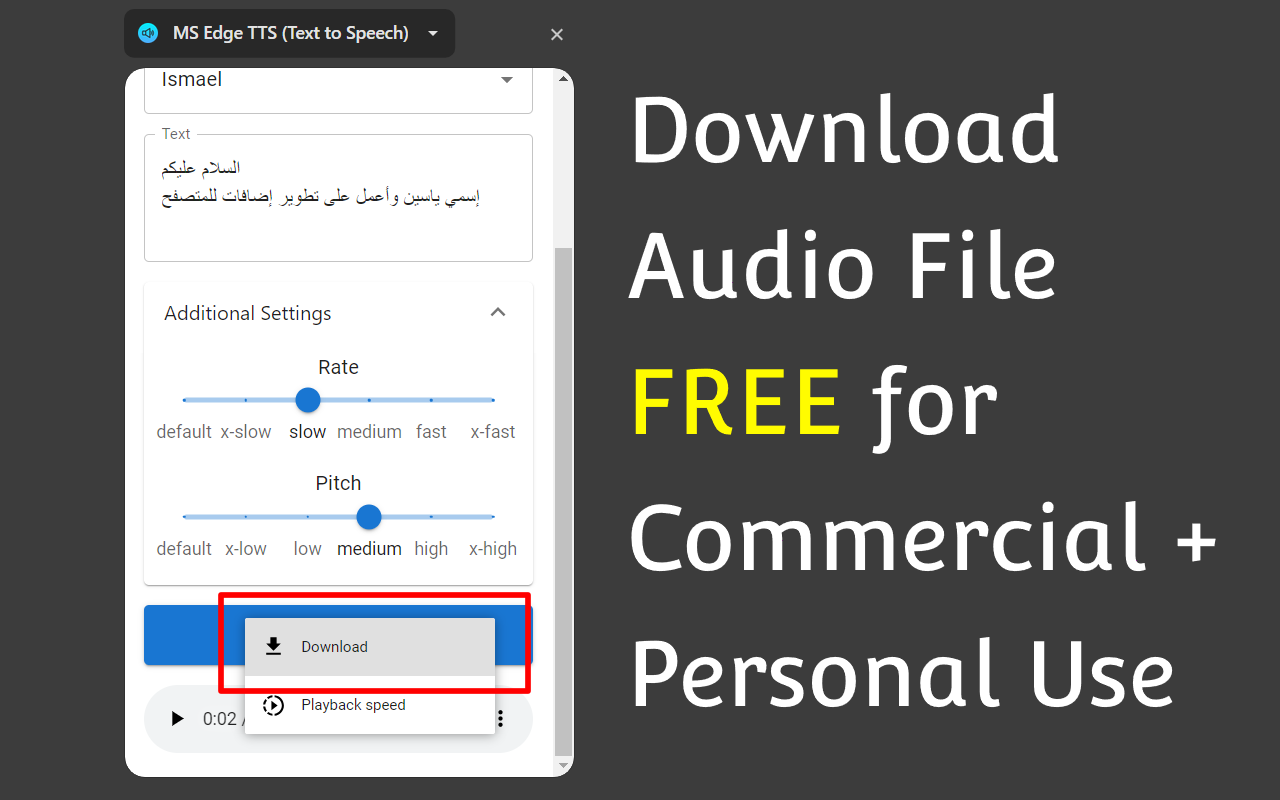 MS Edge TTS (Text to Speech)
Ismael
Text
السلام عليكم
إسمي ياسين وأعمل على تطوير إضافات للمتصفح
Additional Settings
Rate
default x-slow slow medium fast x-fast
Pitch
default x-low low medium high x-high
Download
Playback speed
0:02 /
Download
Audio File
FREE for
Commercial +
Personal Use